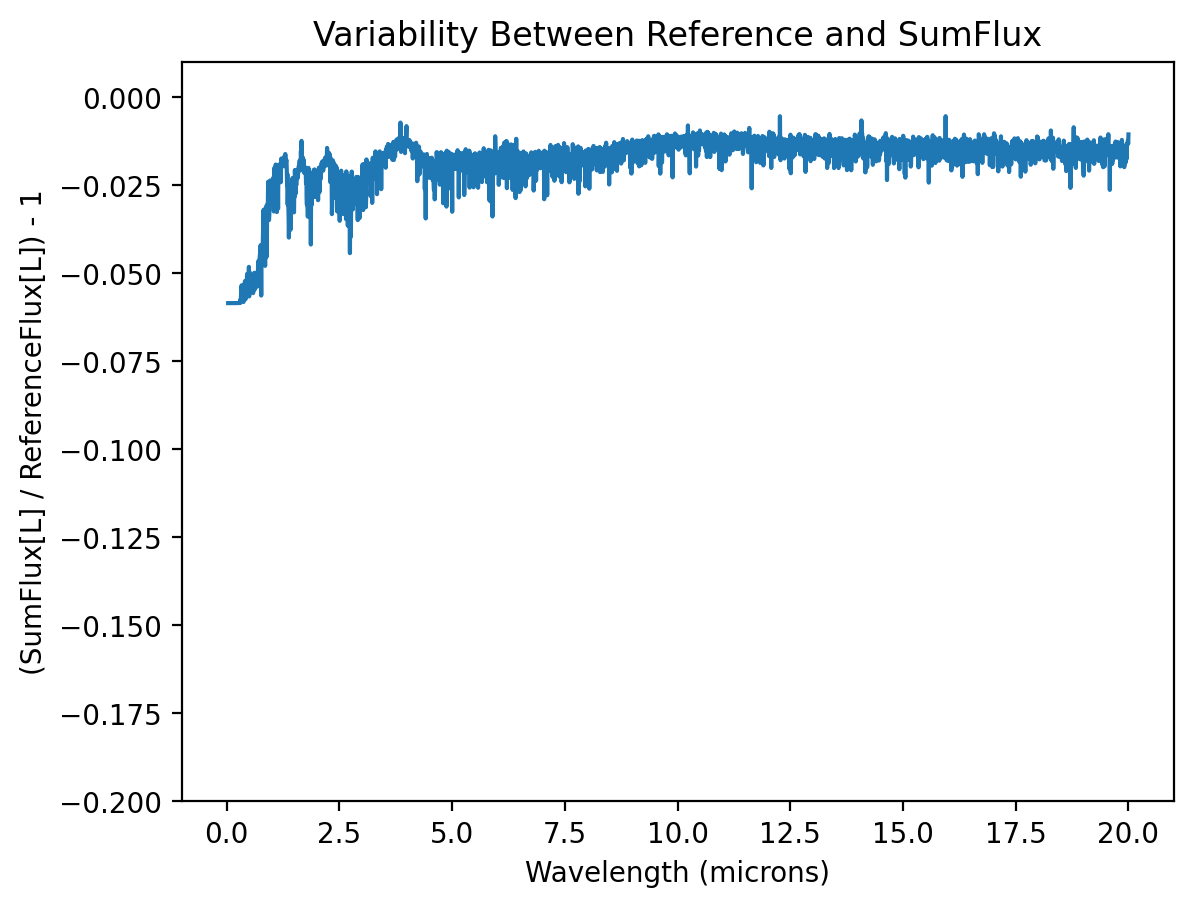 Variability Between Reference and SumFlux
(SumFlux[L] / ReferenceFlux[L]) - 1
0.000
−0.025
−0.050
−0.075
−0.100
−0.125
−0.150
−0.175
−0.200
0.0 2.5 5.0 7.5 10.0 12.5 15.0 17.5 20.0
Wavelength (microns)